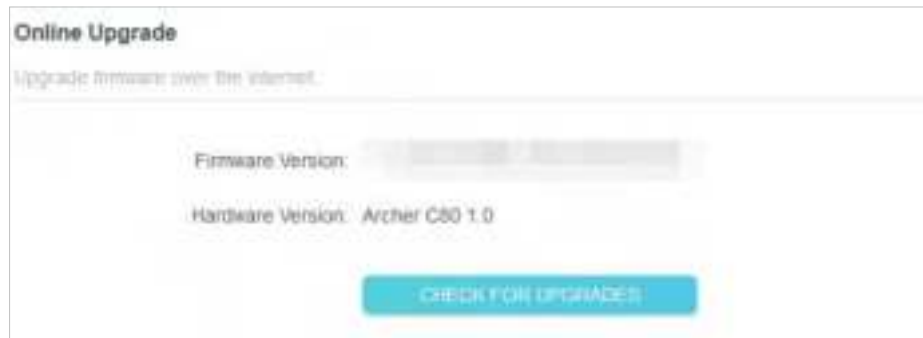 Online Upgrade
Upgrade firmware over the internet.
Firmware Version:
Hardware Version: Archer C80 1.0
CHECK FOR UPGRADES